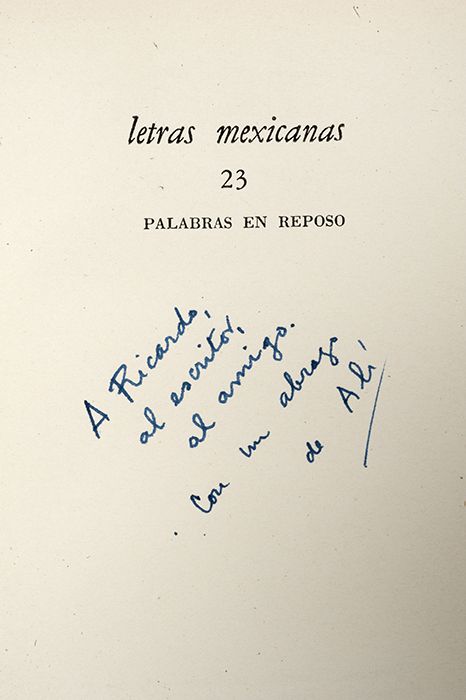 letras mexicanas
23
PALABRAS EN REPOSO
A Ricardo,
al escritor,
al amigo.
Con un abrazo
de Alí